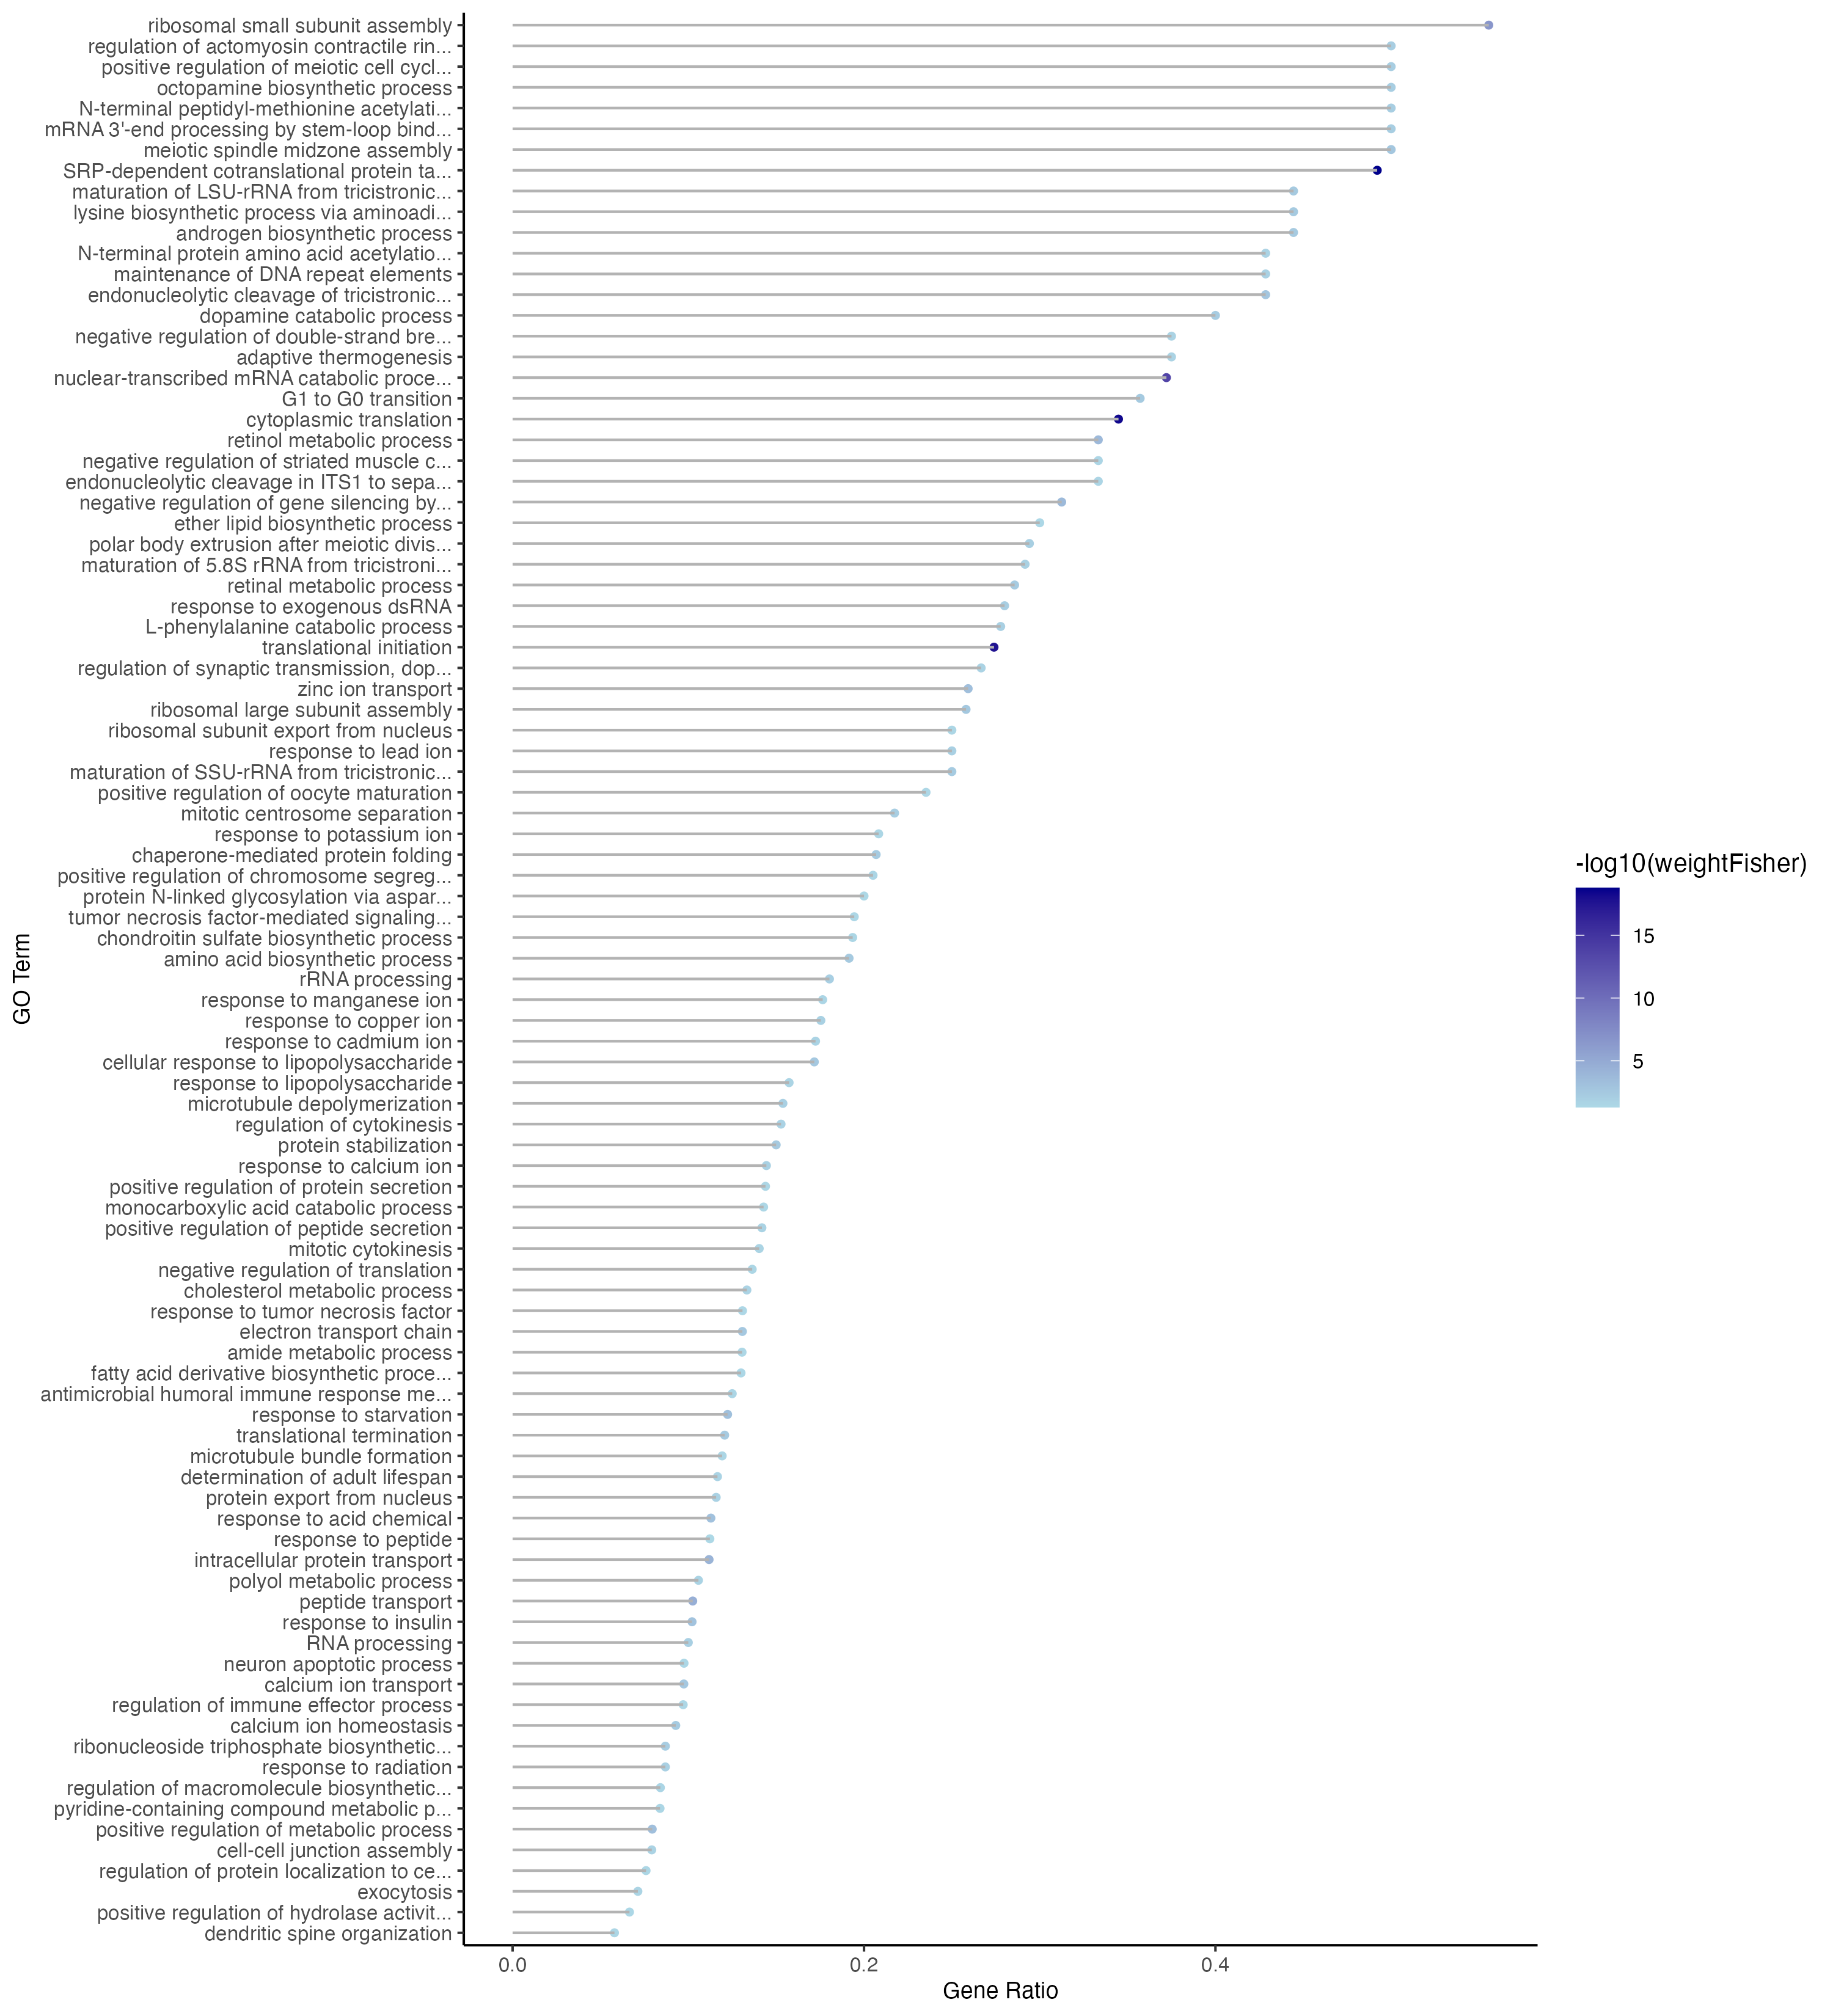 ribosomal small subunit assembly
regulation of actomyosin contractile rin...
positive regulation of meiotic cell cycl...
octopamine biosynthetic process
N-terminal peptidyl-methionine acetylati...
mRNA 3'-end processing by stem-loop bind...
meiotic spindle midzone assembly
SRP-dependent cotranslational protein ta...
maturation of LSU-rRNA from tricistronic...
lysine biosynthetic process via aminoadi...
androgen biosynthetic process
N-terminal protein amino acid acetylatio...
maintenance of DNA repeat elements
endonucleolytic cleavage of tricistronic...
dopamine catabolic process
negative regulation of double-strand bre...
adaptive thermogenesis
nuclear-transcribed mRNA catabolic proce...
G1 to G0 transition
cytoplasmic translation
retinol metabolic process
negative regulation of striated muscle c...
endonucleolytic cleavage in ITS1 to sepa...
negative regulation of gene silencing by...
ether lipid biosynthetic process
polar body extrusion after meiotic divis...
maturation of 5.8S rRNA from tricistroni...
retinal metabolic process
response to exogenous dsRNA
L-phenylalanine catabolic process
translational initiation
regulation of synaptic transmission, dop...
zinc ion transport
ribosomal large subunit assembly
ribosomal subunit export from nucleus
response to lead ion
maturation of SSU-rRNA from tricistronic...
positive regulation of oocyte maturation
mitotic centrosome separation
response to potassium ion
chaperone-mediated protein folding
positive regulation of chromosome segreg...
protein N-linked glycosylation via aspar...
tumor necrosis factor-mediated signaling...
chondroitin sulfate biosynthetic process
amino acid biosynthetic process
rRNA processing
response to manganese ion
response to copper ion
response to cadmium ion
cellular response to lipopolysaccharide
response to lipopolysaccharide
microtubule depolymerization
regulation of cytokinesis
protein stabilization
response to calcium ion
positive regulation of protein secretion
monocarboxylic acid catabolic process
positive regulation of peptide secretion
mitotic cytokinesis
negative regulation of translation
cholesterol metabolic process
response to tumor necrosis factor
electron transport chain
amide metabolic process
fatty acid derivative biosynthetic proce...
antimicrobial humoral immune response me...
response to starvation
translational termination
microtubule bundle formation
determination of adult lifespan
protein export from nucleus
response to acid chemical
response to peptide
intracellular protein transport
polyol metabolic process
peptide transport
response to insulin
RNA processing
neuron apoptotic process
calcium ion transport
regulation of immune effector process
calcium ion homeostasis
ribonucleoside triphosphate biosynthetic...
response to radiation
regulation of macromolecule biosynthetic...
pyridine-containing compound metabolic p...
positive regulation of metabolic process
cell-cell junction assembly
regulation of protein localization to ce...
exocytosis
positive regulation of hydrolase activit...
dendritic spine organization
GO Term
0.0 0.2 0.4
Gene Ratio
-log10(weightFisher)
15
10
5